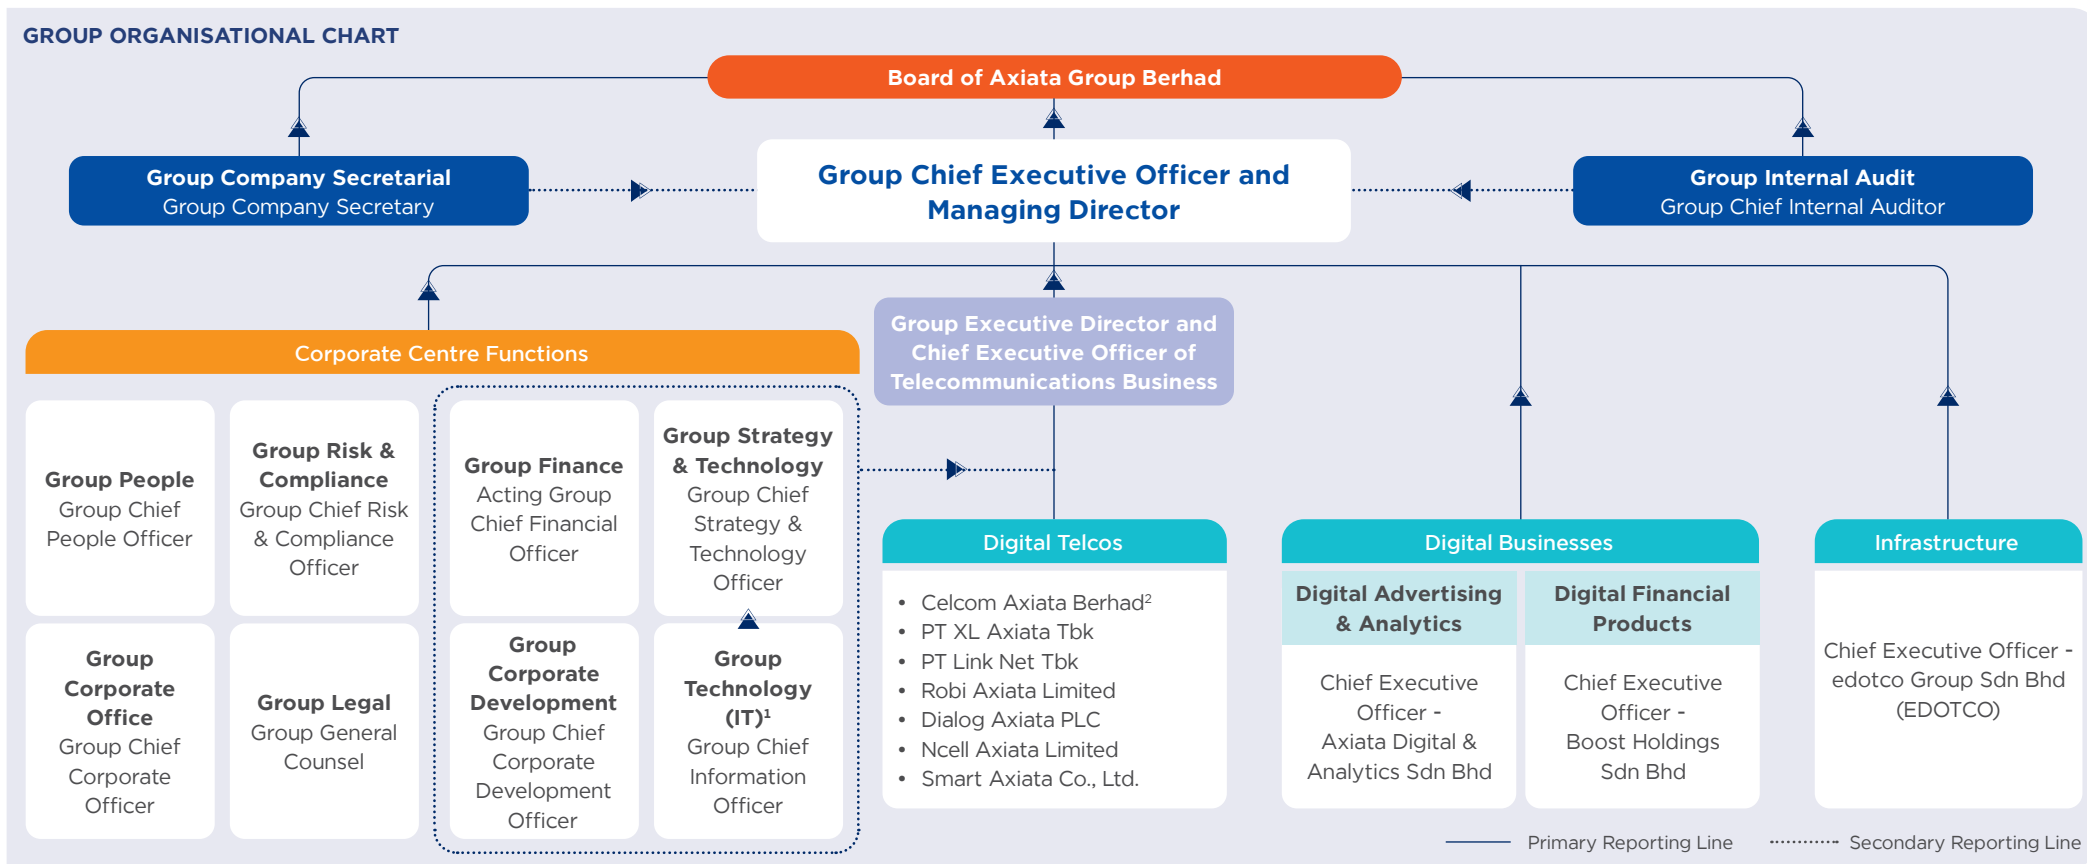 GROUP ORGANISATIONAL CHART
Board of Axiata Group Berhad
Group Company Secretarial
Group Company Secretary
Group Chief Executive Officer and
Managing Director
Group Internal Audit
Group Chief Internal Auditor
Corporate Centre Functions
Group Executive Director and
Chief Executive Officer of
Telecommunications Business
Group People
Group Chief
People Officer
Group Risk &
Compliance
Group Chief Risk
& Compliance
Officer
Group Finance
Acting Group
Chief Financial
Officer
Group Strategy
& Technology
Group Chief
Strategy &
Technology
Officer
Group
Corporate
Office
Group Chief
Corporate
Officer
Group Legal
Group General
Counsel
Group
Corporate
Development
Group Chief
Corporate
Development
Officer
Group
Technology
(IT)¹
Group Chief
Information
Officer
Digital Telcos
• Celcom Axiata Berhad²
• PT XL Axiata Tbk
• PT Link Net Tbk
• Robi Axiata Limited
• Dialog Axiata PLC
• Ncell Axiata Limited
• Smart Axiata Co., Ltd.
Digital Businesses
Digital Advertising
& Analytics
Chief Executive
Officer -
Axiata Digital &
Analytics Sdn Bhd
Digital Financial
Products
Chief Executive
Officer -
Boost Holdings
Sdn Bhd
Infrastructure
Chief Executive Officer -
edotco Group Sdn Bhd
(EDOTCO)
Primary Reporting Line
Secondary Reporting Line